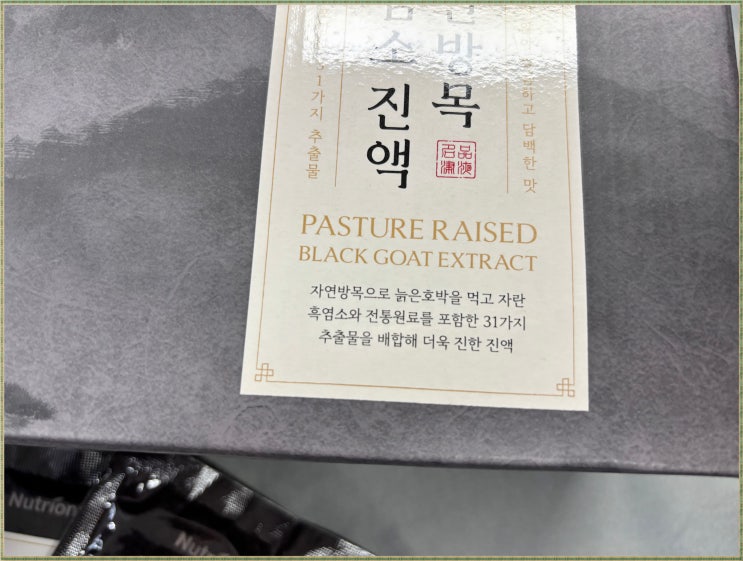 방목
소 진액
1가지 추출물
하고 담백한 맛
PASTURE RAISED
BLACK GOAT EXTRACT
자연방목으로 늙은호박을 먹고 자란
흑염소와 전통원료를 포함한 31가지
추출물을 배합해 더욱 진한 진액
Nutrion
Nutrion